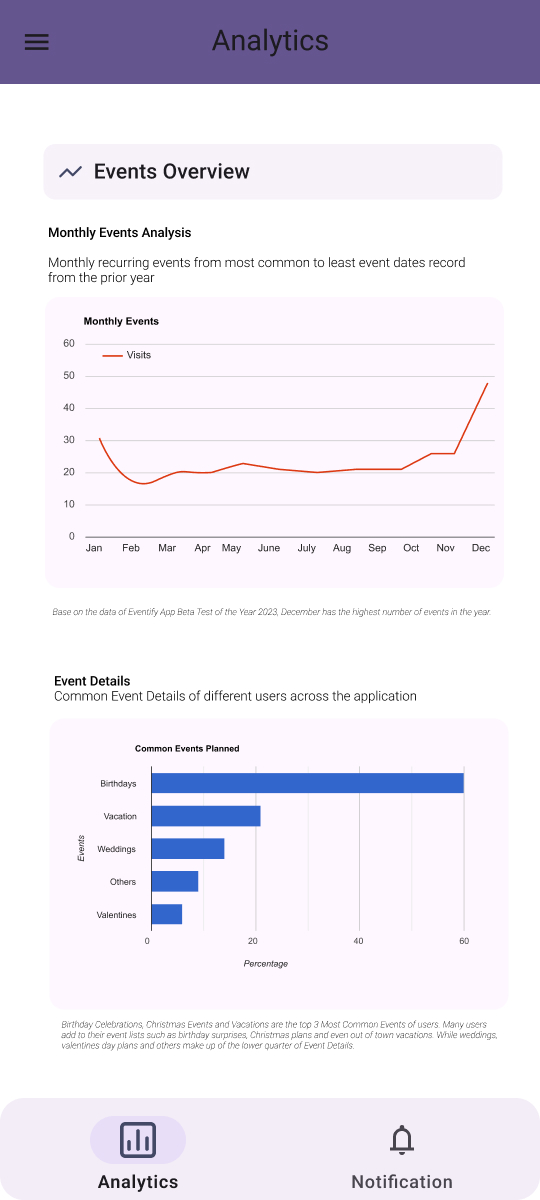 Analytics
Events Overview
Monthly Events Analysis
Monthly recurring events from most common to least event dates record
from the prior year
Monthly Events
60
Visits
50
40
30
20
10
0
Jan Feb Mar Apr May June July Aug Sep Oct Nov Dec
Base on the data of Eventify App Beta Test of the Year 2023, December has the highest number of events in the year.
Event Details
Common Event Details of different users across the application
Common Events Planned
Birthdays
Vacation
Weddings
Others
Valentines
Events
0 20 40 60
Percentage
Birthday Celebrations, Christmas Events and Vacations are the top 3 Most Common Events of users. Many users
add to their event lists such as birthday surprises, Christmas plans and even out of town vacations. While weddings,
valentines day plans and others make up of the lower quarter of Event Details.
Analytics Notification